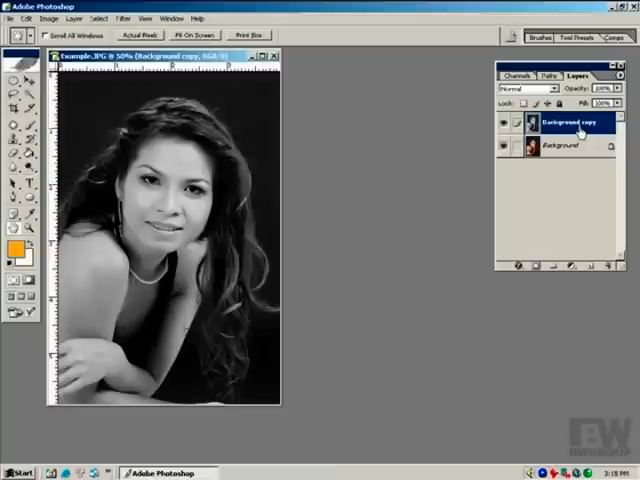 Adobe Photoshop
File Edit Image Layer Select Filter View Window Help
Scroll All Windows Actual Pixels Fit On Screen Print Size Brushes Tool Presets Comps
Example.JPG @ 50% (Background copy, RGB/8)
Channels Paths Layers
Normal Opacity: 100%
Lock: Fill: 100%
Background copy
Background
BW
Start Adobe Photoshop 3:15 PM